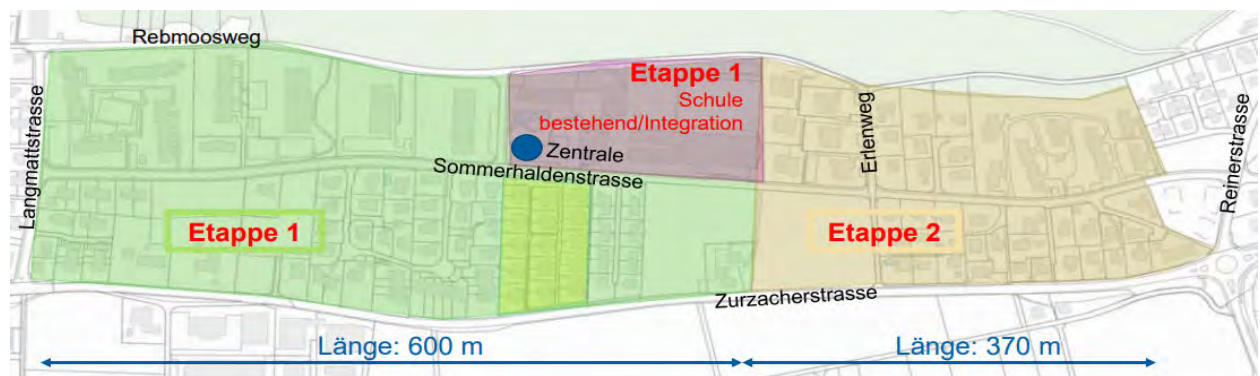 Rebmoosweg
Etappe 1
Schule
bestehend/Integration
Zentrale
Sommerhaldenstrasse
Langmattstrasse
Erlenweg
Reinerstrasse
Etappe 1
Etappe 2
Zurzacherstrasse
Länge: 600 m
Länge: 370 m